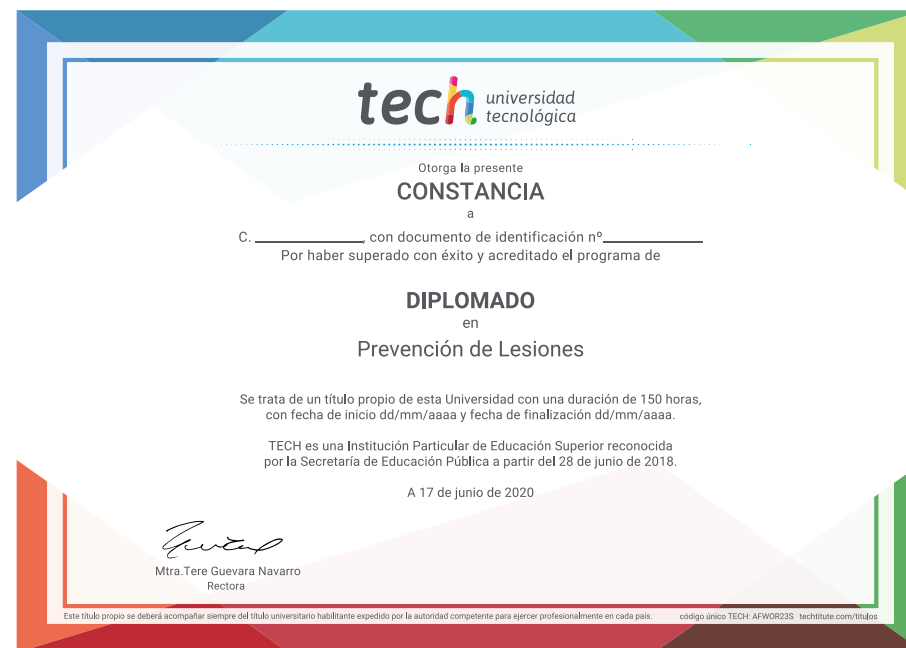 tech universidad
tecnológica
Otorga la presente
CONSTANCIA
a
C. ______________, con documento de identificación nº_____________
Por haber superado con éxito y acreditado el programa de
DIPLOMADO
en
Prevención de Lesiones
Se trata de un título propio de esta Universidad con una duración de 150 horas,
con fecha de inicio dd/mm/aaaa y fecha de finalización dd/mm/aaaa.
TECH es una Institución Particular de Educación Superior reconocida
por la Secretaría de Educación Pública a partir del 28 de junio de 2018.
A 17 de junio de 2020
Mtra.Tere Guevara Navarro
Rectora
Este título propio se deberá acompañar siempre del título universitario habilitante expedido por la autoridad competente para ejercer profesionalmente en cada país. código único TECH: AFWOR23S techtitute.com/titulos